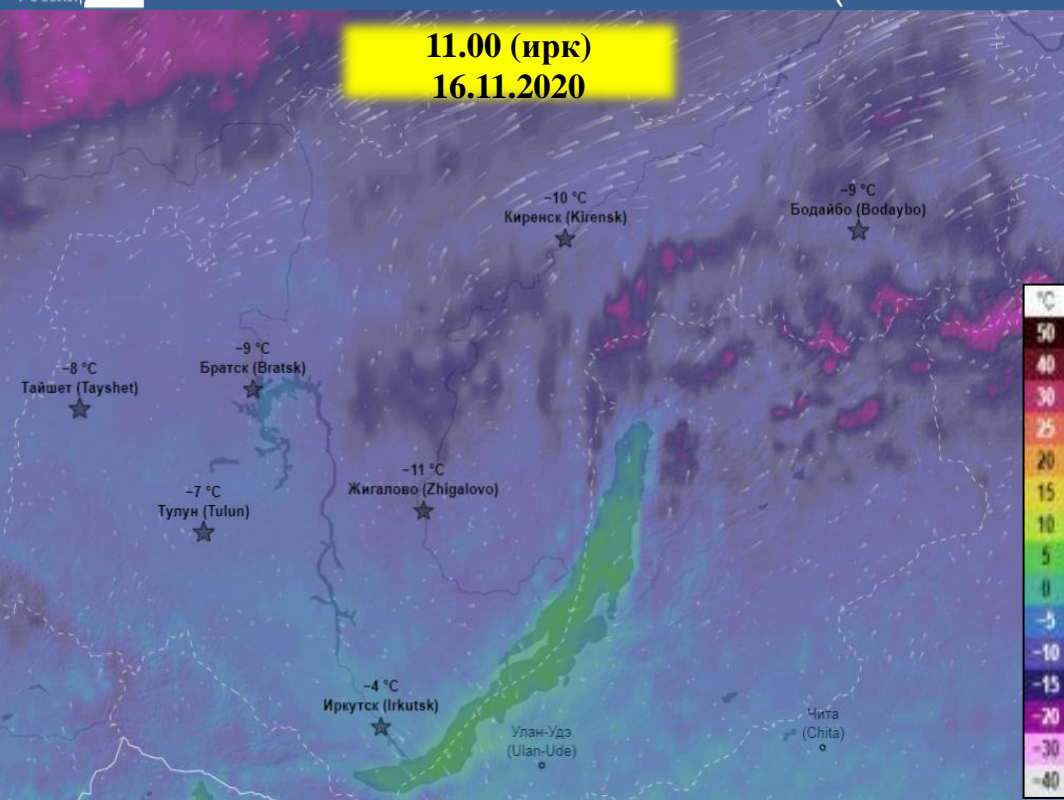 11.00 (ирк)
16.11.2020
−9 °C
Бодайбо (Bodaybo)
−10 °C
Киренск (Kirensk)
−9 °C
Братск (Bratsk)
−8 °C
Тайшет (Tayshet)
−11 °C
Жигалово (Zhigalovo)
−7 °C
Тулун (Tulun)
−4 °C
Иркутск (Irkutsk)
Улан-Удэ
(Ulan-Ude)
Чита
(Chita)
°C
50
40
30
25
20
15
10
5
0
−5
−10
−15
−20
−30
−40